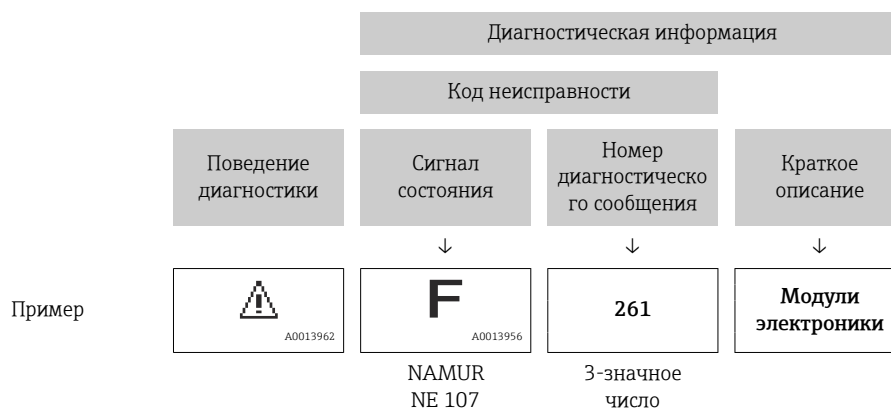 Диагностическая информация
Код неисправности
Поведение
диагностики
Сигнал
состояния
Номер
диагностическо
го сообщения
Краткое
описание
↓ ↓ ↓
Пример
A0013962
F
A0013956
261
Модули
электроники
NAMUR
NE 107
3-значное
число